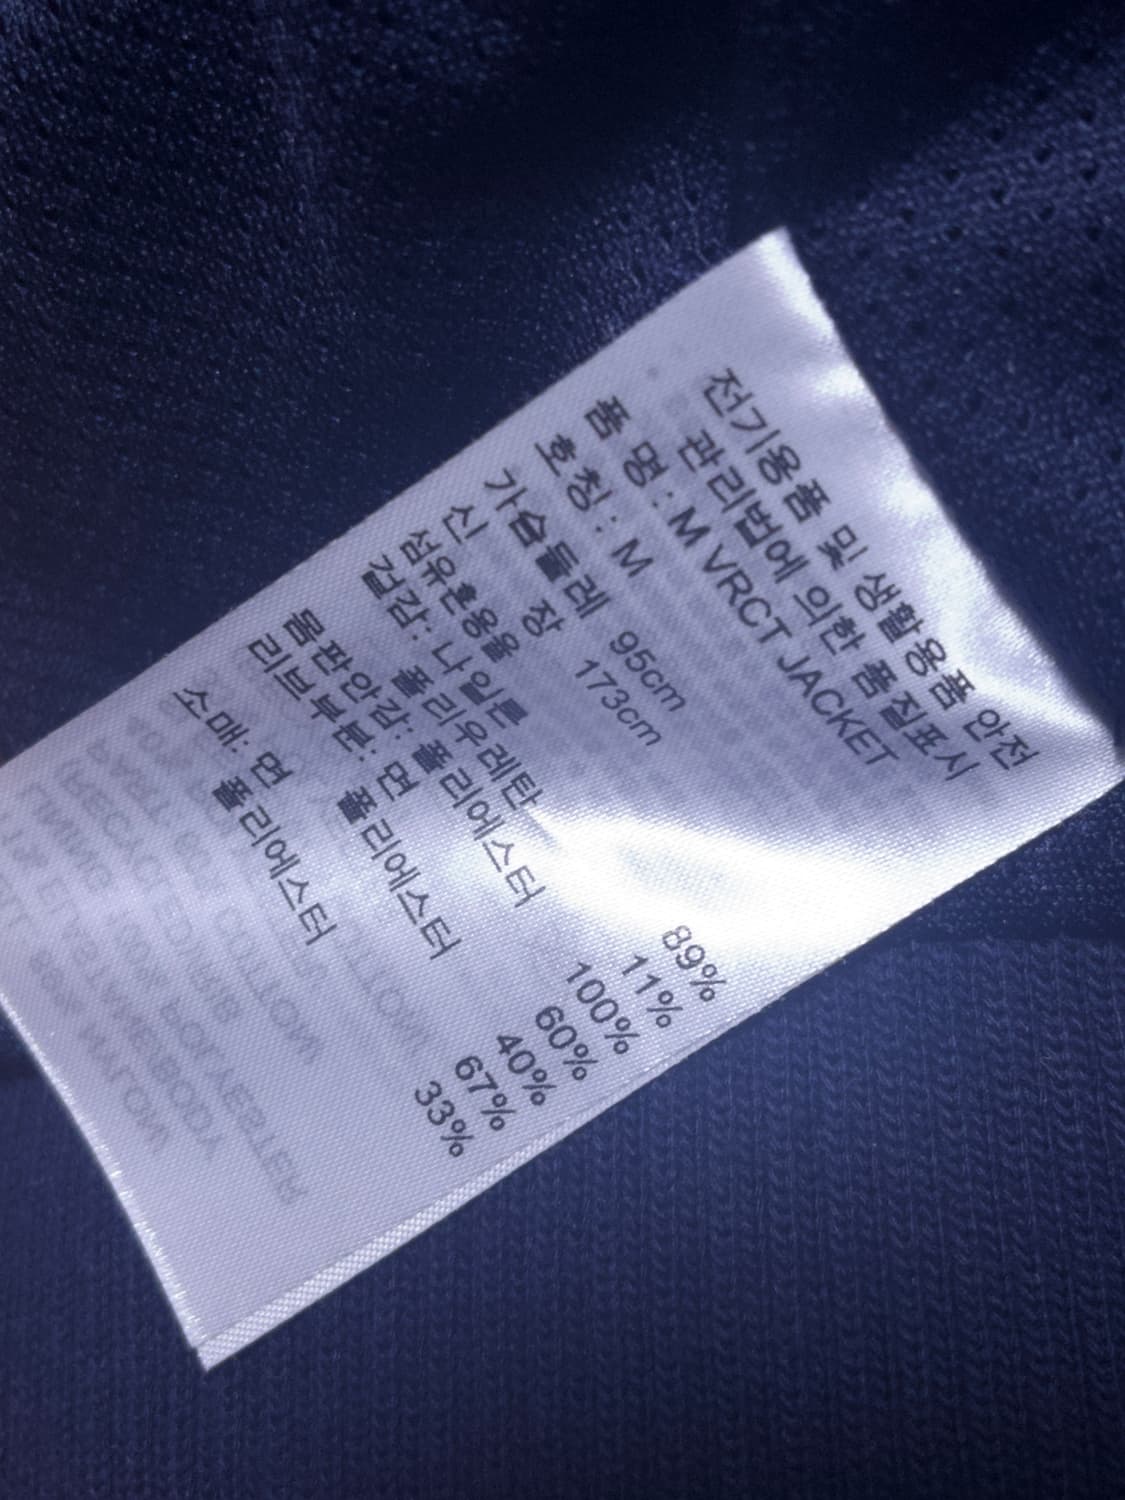 전기용품 및 생활용품 안전
관리법에 의한 품질표시
품 명 : M VRCT JACKET
호칭 : M
가슴둘레 95cm
신 장 173cm
섬유혼용율
겉감: 나일론 89%
폴리우레탄 11%
몸판안감: 폴리에스터 100%
리브부분: 면 60%
폴리에스터 40%
소매: 면 67%
폴리에스터 33%